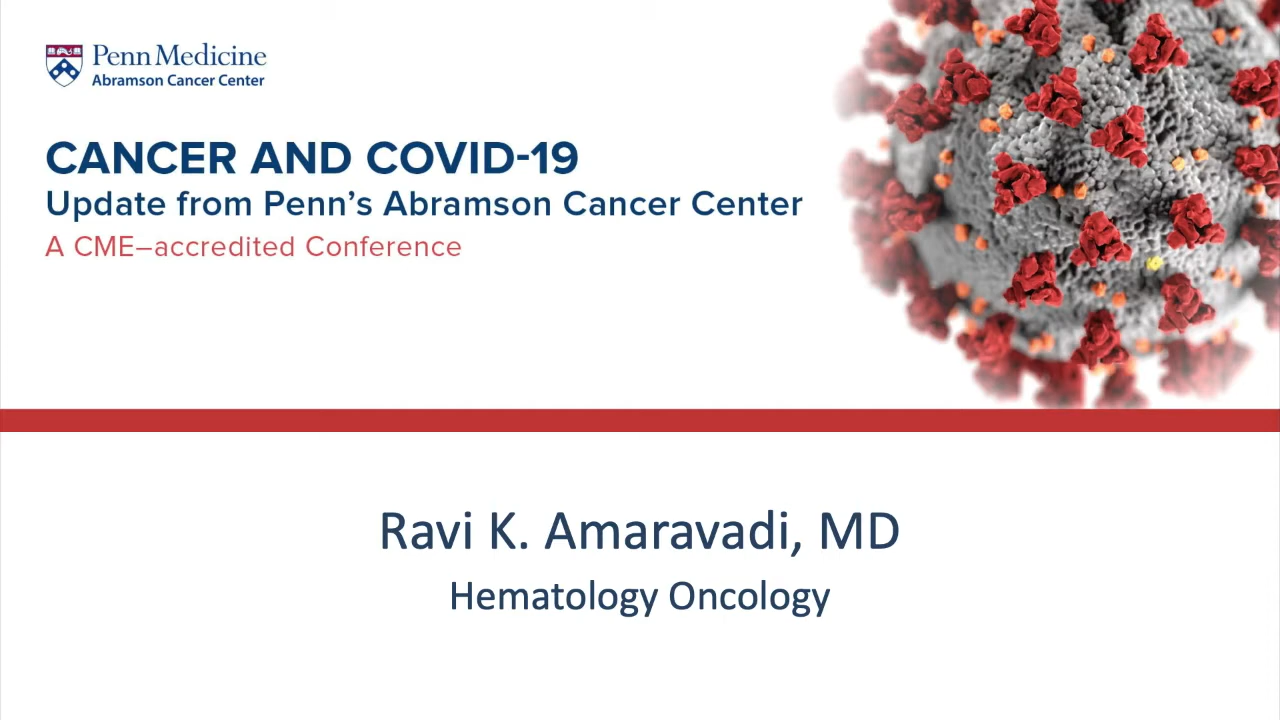 Penn Medicine
Abramson Cancer Center
CANCER AND COVID-19
Update from Penn’s Abramson Cancer Center
A CME–accredited Conference
Ravi K. Amaravadi, MD
Hematology Oncology